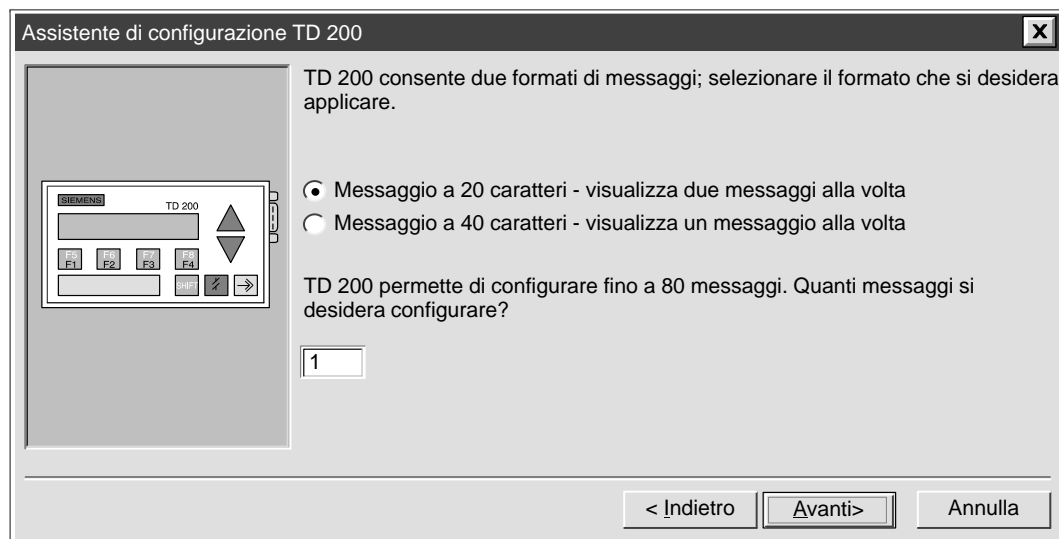 Assistente di configurazione TD 200
X
TD 200 consente due formati di messaggi; selezionare il formato che si desidera
applicare.
SIEMENS
TD 200
F5 F6 F7 F8
F1 F2 F3 F4
SHIFT
Messaggio a 20 caratteri - visualizza due messaggi alla volta
Messaggio a 40 caratteri - visualizza un messaggio alla volta
TD 200 permette di configurare fino a 80 messaggi. Quanti messaggi si
desidera configurare?
1
< Indietro
Avanti>
Annulla